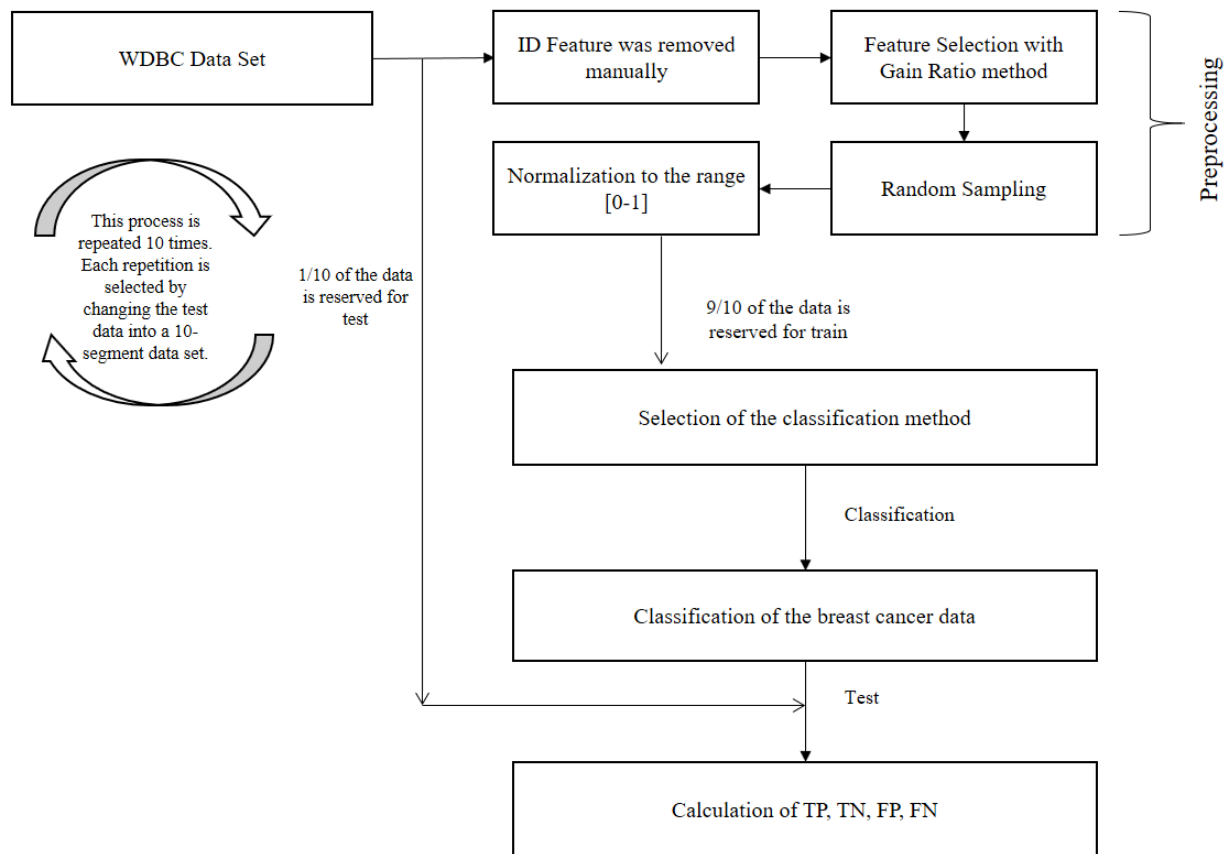 WDBC Data Set
ID Feature was removed
manually
Feature Selection with
Gain Ratio method
Preprocessing
Normalization to the range
[0-1]
Random Sampling
This process is
repeated 10 times.
Each repetition is
selected by
changing the test
data into a 10-
segment data set.
1/10 of the data
is reserved for
test
9/10 of the data is
reserved for train
Selection of the classification method
Classification
Classification of the breast cancer data
Test
Calculation of TP, TN, FP, FN